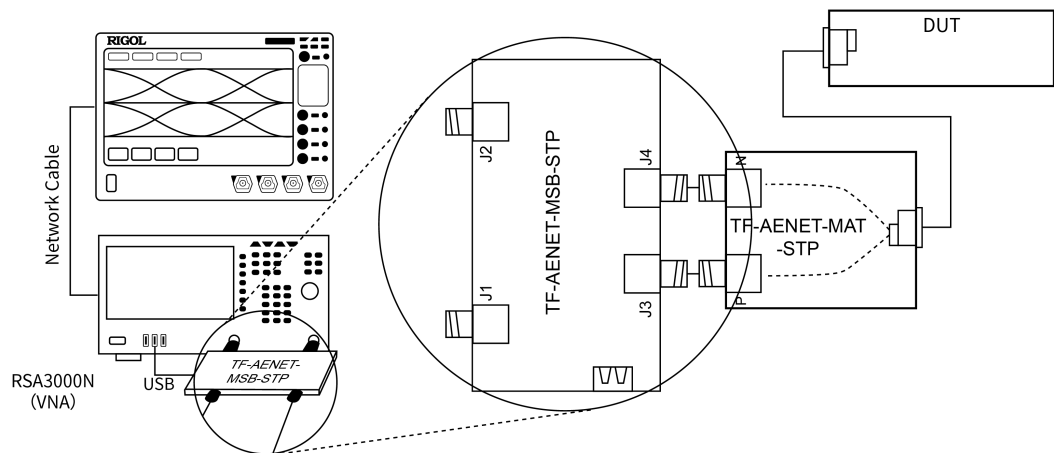 RIGOL
Network Cable
RSA3000N
（VNA）
USB
TF-AENET-
MSB-STP
J2
J1
TF-AENET-MSB-STP
J4
J3
N
P
TF-AENET-MAT
-STP
DUT